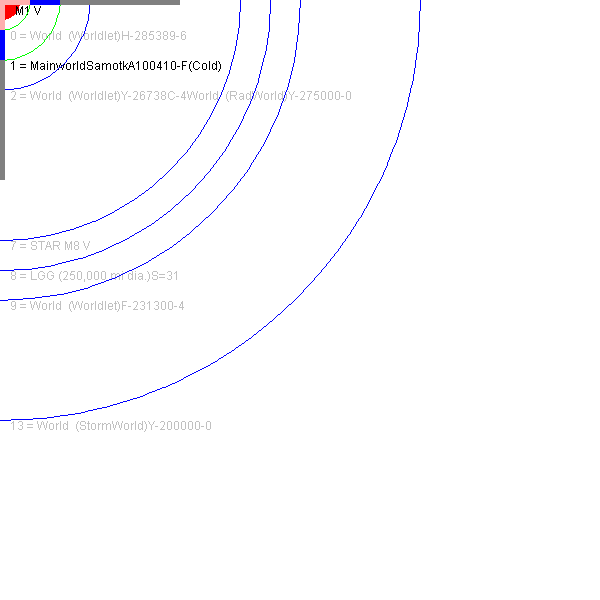 M1 V
0 = World  (Worldlet)H-285389-6
1 = MainworldSamotkA100410-F(Cold)
2 = World  (Worldlet)Y-26738C-4World  (RadWorld)Y-275000-0
7 = STAR M8 V
8 = LGG (250,000 mi dia.)S=31
9 = World  (Worldlet)F-231300-4
13 = World  (StormWorld)Y-200000-0